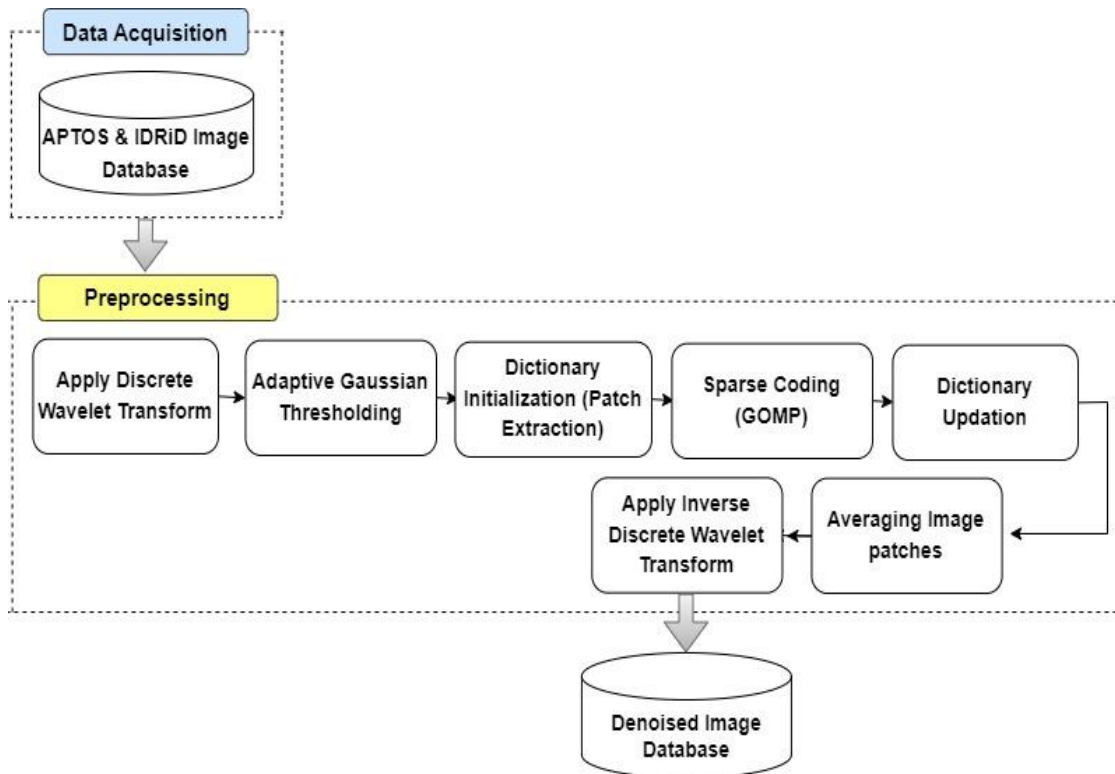 Data Acquisition
APTOS & IDRiD Image
Database
Preprocessing
Apply Discrete
Wavelet Transform
Adaptive Gaussian
Thresholding
Dictionary
Initialization (Patch
Extraction)
Sparse Coding
(GOMP)
Dictionary
Updation
Averaging Image
patches
Apply Inverse
Discrete Wavelet
Transform
Denoised Image
Database